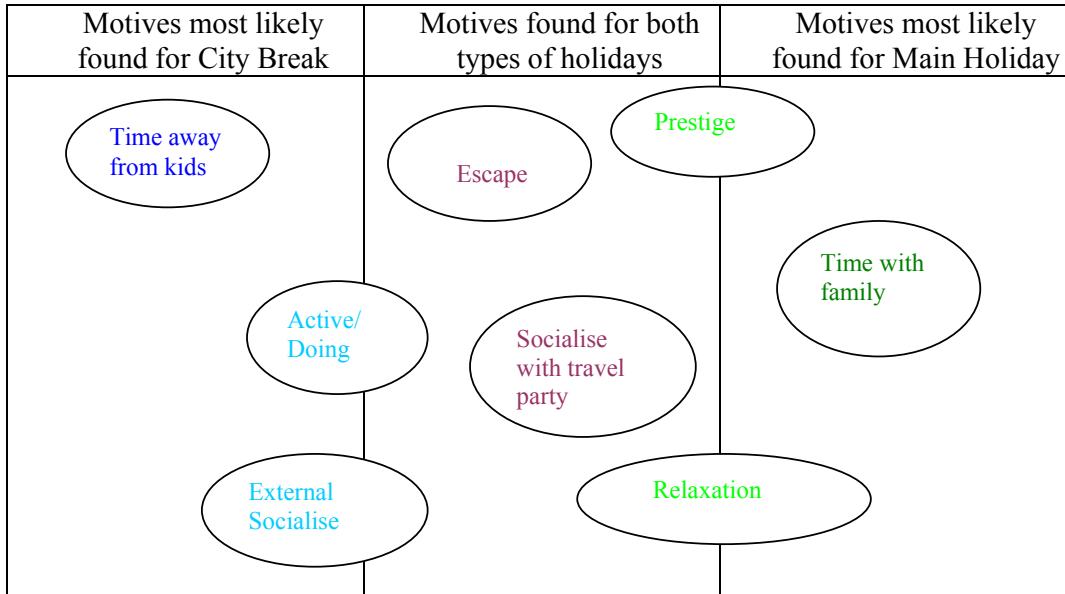 Motives most likely
found for City Break
Motives found for both
types of holidays
Motives most likely
found for Main Holiday
Time away
from kids
Escape
Prestige
Time with
family
Active/
Doing
Socialise
with travel
party
External
Socialise
Relaxation